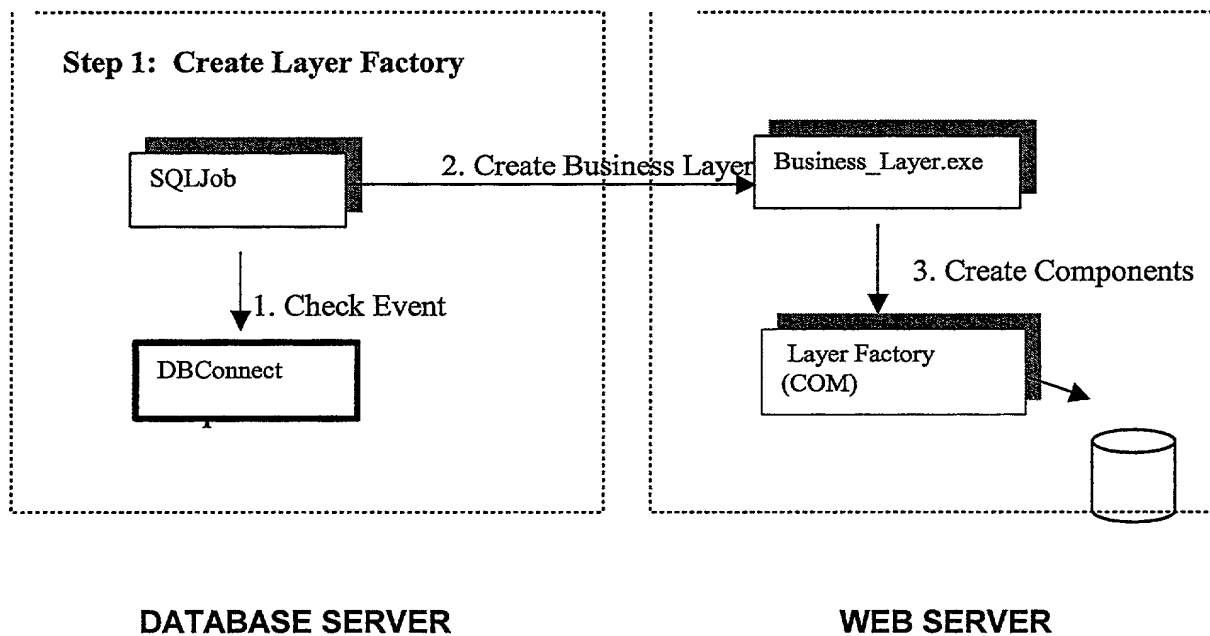 Step 1: Create Layer Factory
SQLJob
2. Create Business Layer
Business_Layer.exe
1. Check Event
3. Create Components
DBConnect
Layer Factory
(COM)
DATABASE SERVER
WEB SERVER